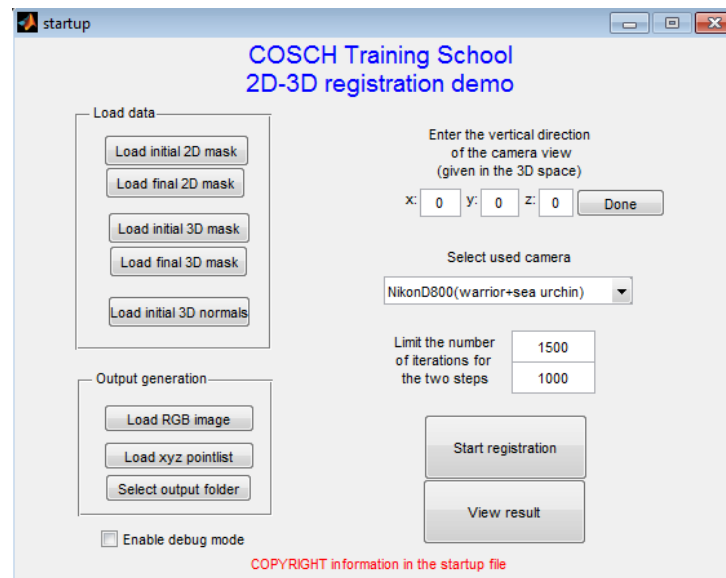 startup
COSCH Training School
2D-3D registration demo
Load data
Load initial 2D mask
Load final 2D mask
Load initial 3D mask
Load final 3D mask
Load initial 3D normals
Output generation
Load RGB image
Load xyz pointlist
Select output folder
Enable debug mode
Enter the vertical direction
of the camera view
(given in the 3D space)
x: 0 y: 0 z: 0 Done
Select used camera
NikonD800(warrior+sea urchin)
Limit the number
of iterations for
the two steps
1500
1000
Start registration
View result
COPYRIGHT information in the startup file